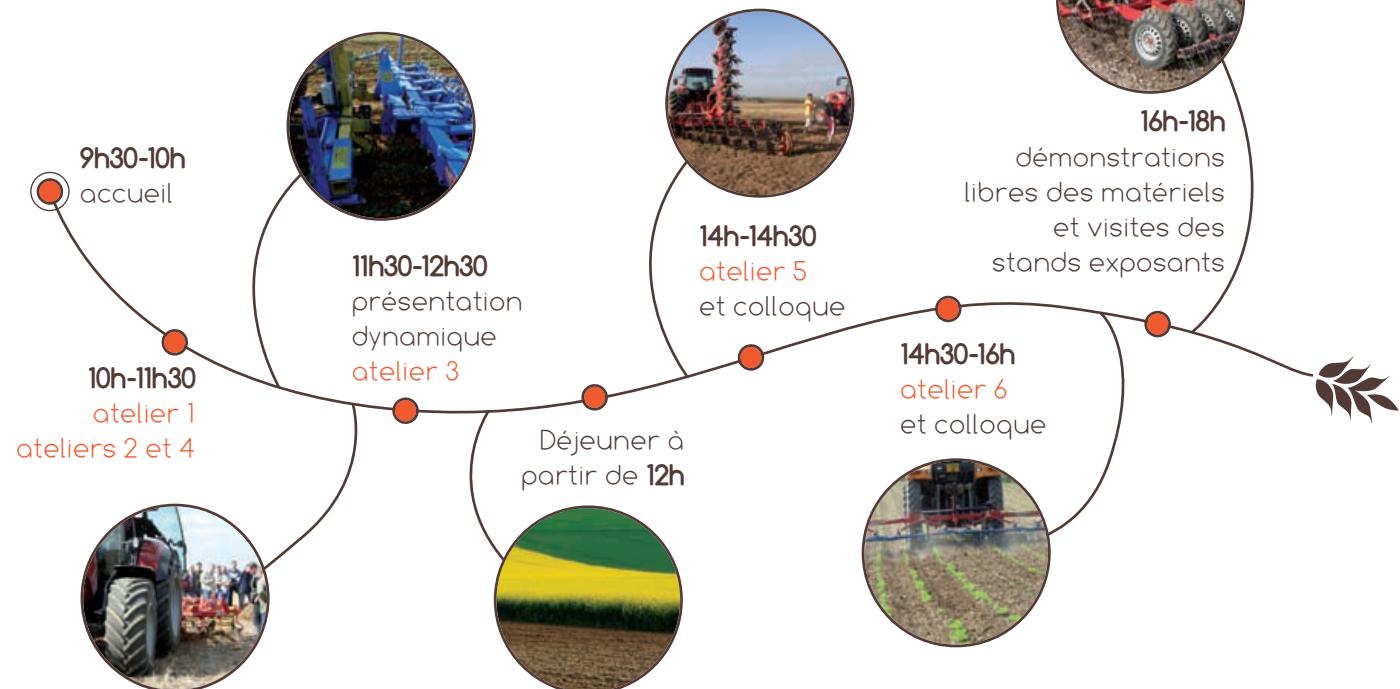 9h30-10h
accueil
10h-11h30
atelier 1
ateliers 2 et 4
11h30-12h30
présentation
dynamique
atelier 3
Déjeuner à
partir de 12h
14h-14h30
atelier 5
et colloque
14h30-16h
atelier 6
et colloque
16h-18h
démonstrations
libres des matériels
et visites des
stands exposants